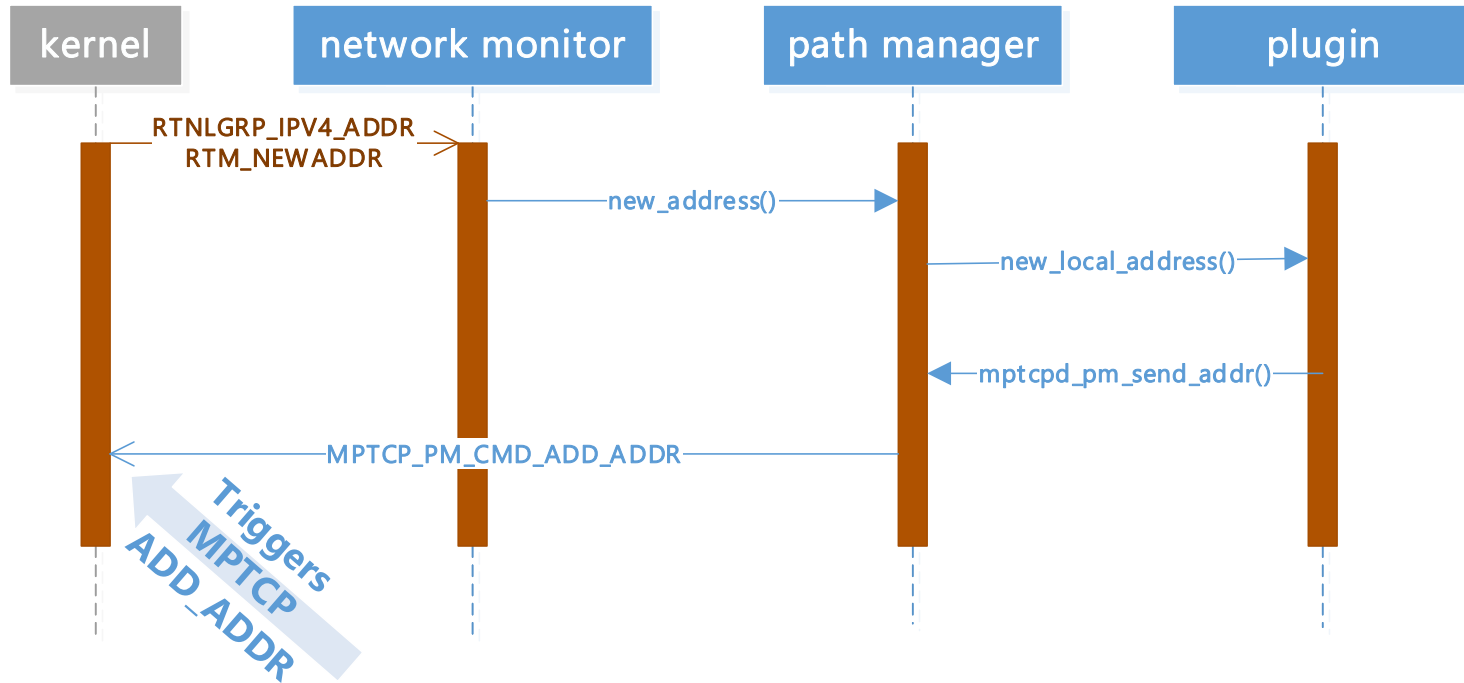 kernel
network monitor
path manager
plugin
RTNLGRP_IPV4_ADDR
RTM_NEWADDR
new_address()
new_local_address()
mptcpd_pm_send_addr()
MPTCP_PM_CMD_ADD_ADDR
Triggers
MPTCP
ADD_ADDR